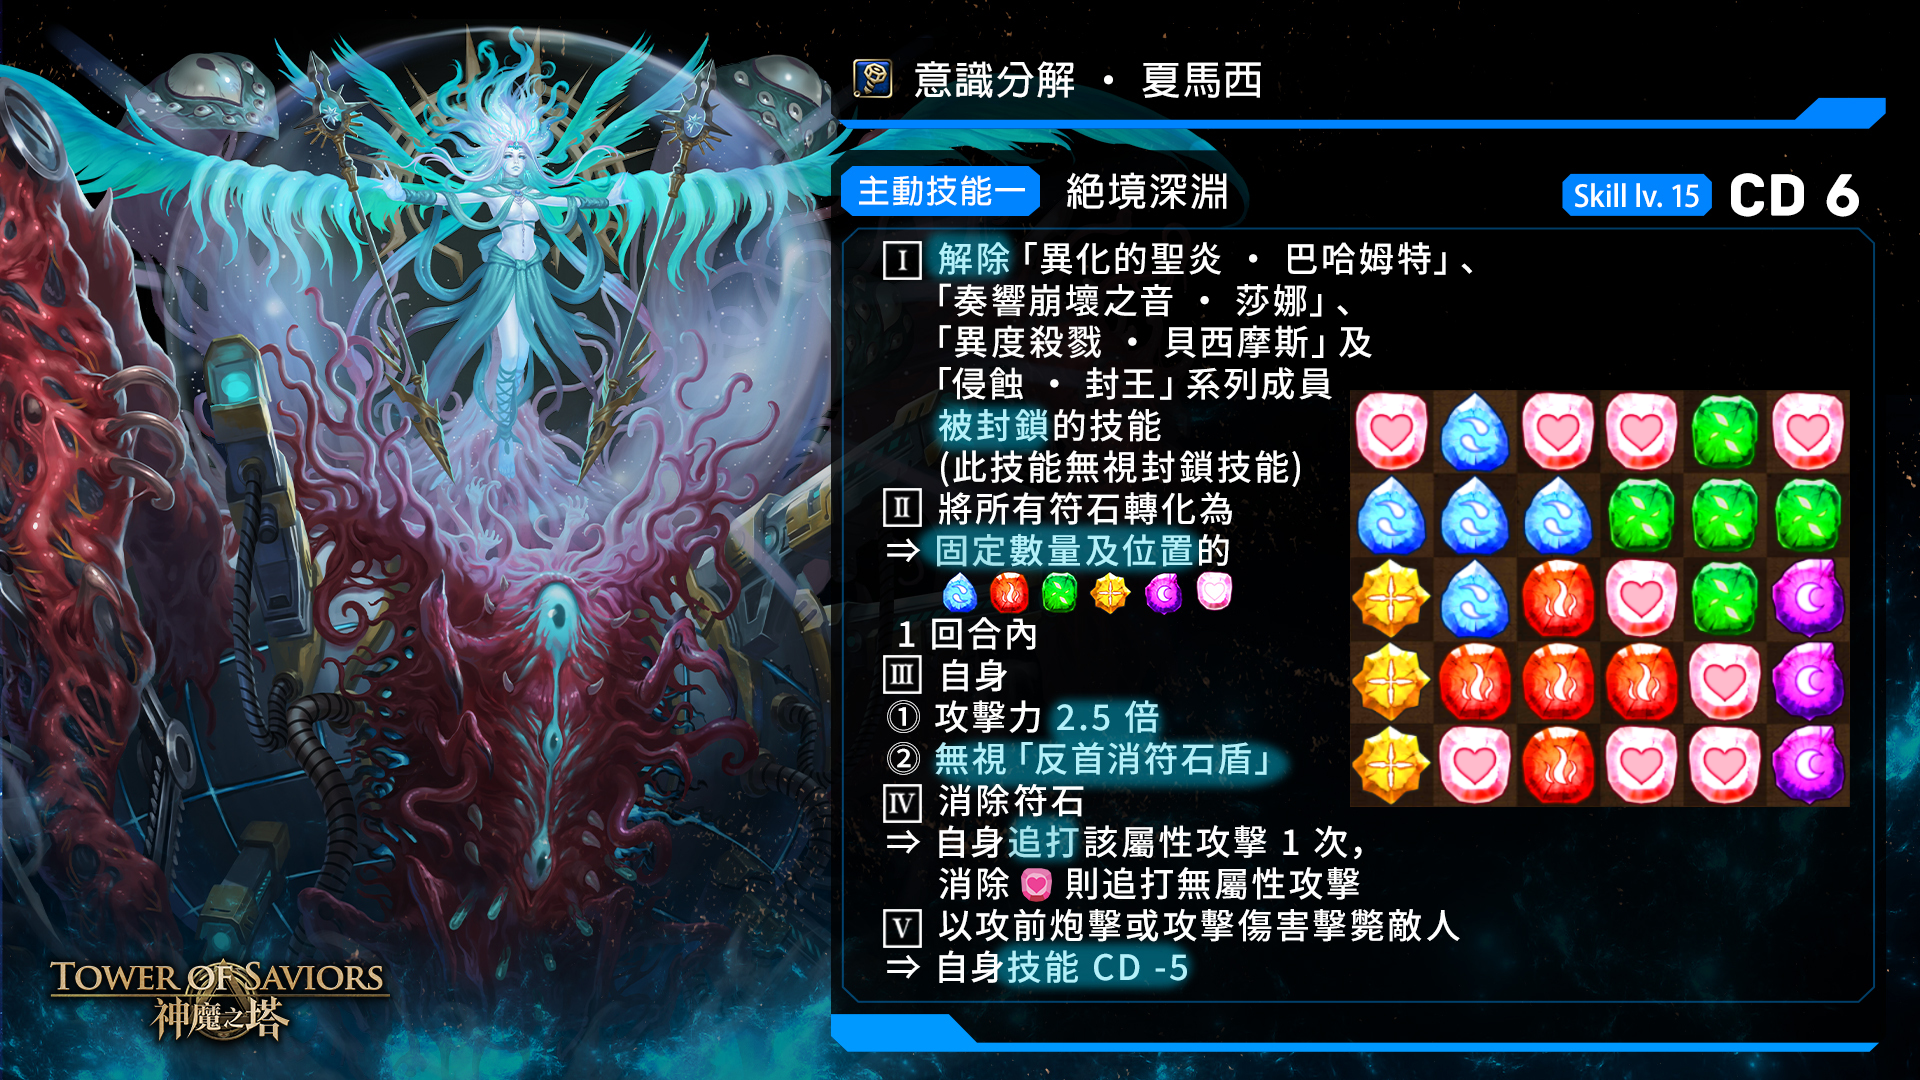 意識分解 · 夏馬西
主動技能一 絕境深淵 Skill lv. 15 CD 6
I 解除「異化的聖炎 · 巴哈姆特」、
「奏響崩壞之音 · 莎娜」、
「異度殺戮 · 貝西摩斯」及
「侵蝕 · 封王」系列成員
被封鎖的技能
(此技能無視封鎖技能)
II 將所有符石轉化為
⇒ 固定數量及位置的
1 回合內
III 自身
① 攻擊力 2.5 倍
② 無視「反首消符石盾」
IV 消除符石
⇒ 自身追打該屬性攻擊 1 次，
消除 則追打無屬性攻擊
V 以攻前炮擊或攻擊傷害擊斃敵人
⇒ 自身技能 CD -5
TOWER OF SAVIORS
神魔之塔